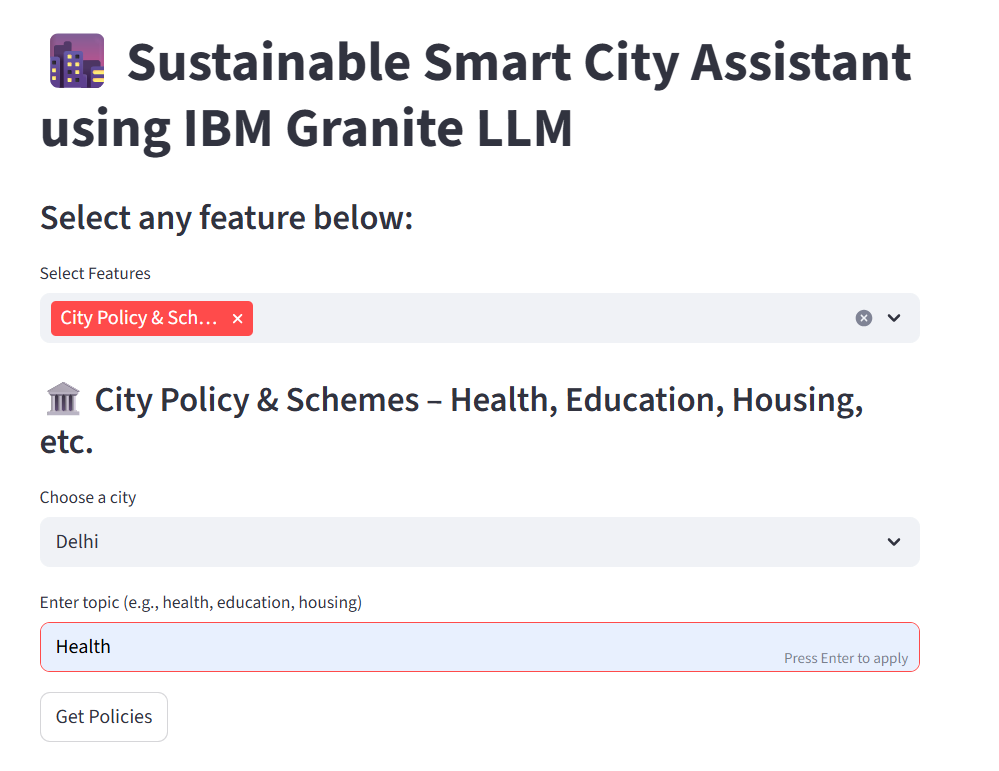 Sustainable Smart City Assistant
using IBM Granite LLM
Select any feature below:
Select Features
City Policy & Sch...
City Policy & Schemes – Health, Education, Housing,
etc.
Choose a city
Delhi
Enter topic (e.g., health, education, housing)
Health
Press Enter to apply
Get Policies